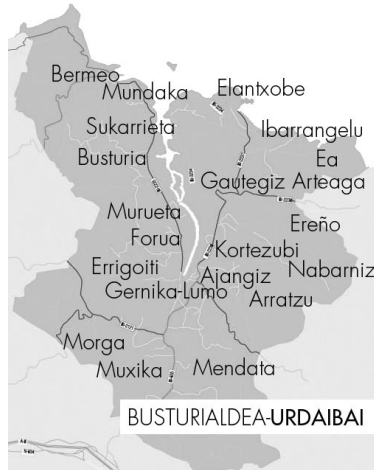 Bermeo
Mundaka
Elantxobe
Sukarrieta
Ibarrangelu
Busturia
Ea
Gautegiz Arteaga
Murueta
Ereño
Forua
Kortezubi
Errigoiti
Ajangiz
Nabarniz
Gernika-Lumo
Arratzu
Morga
Muxika
Mendata
BUSTURIALDEA-URDAIBAI
A8